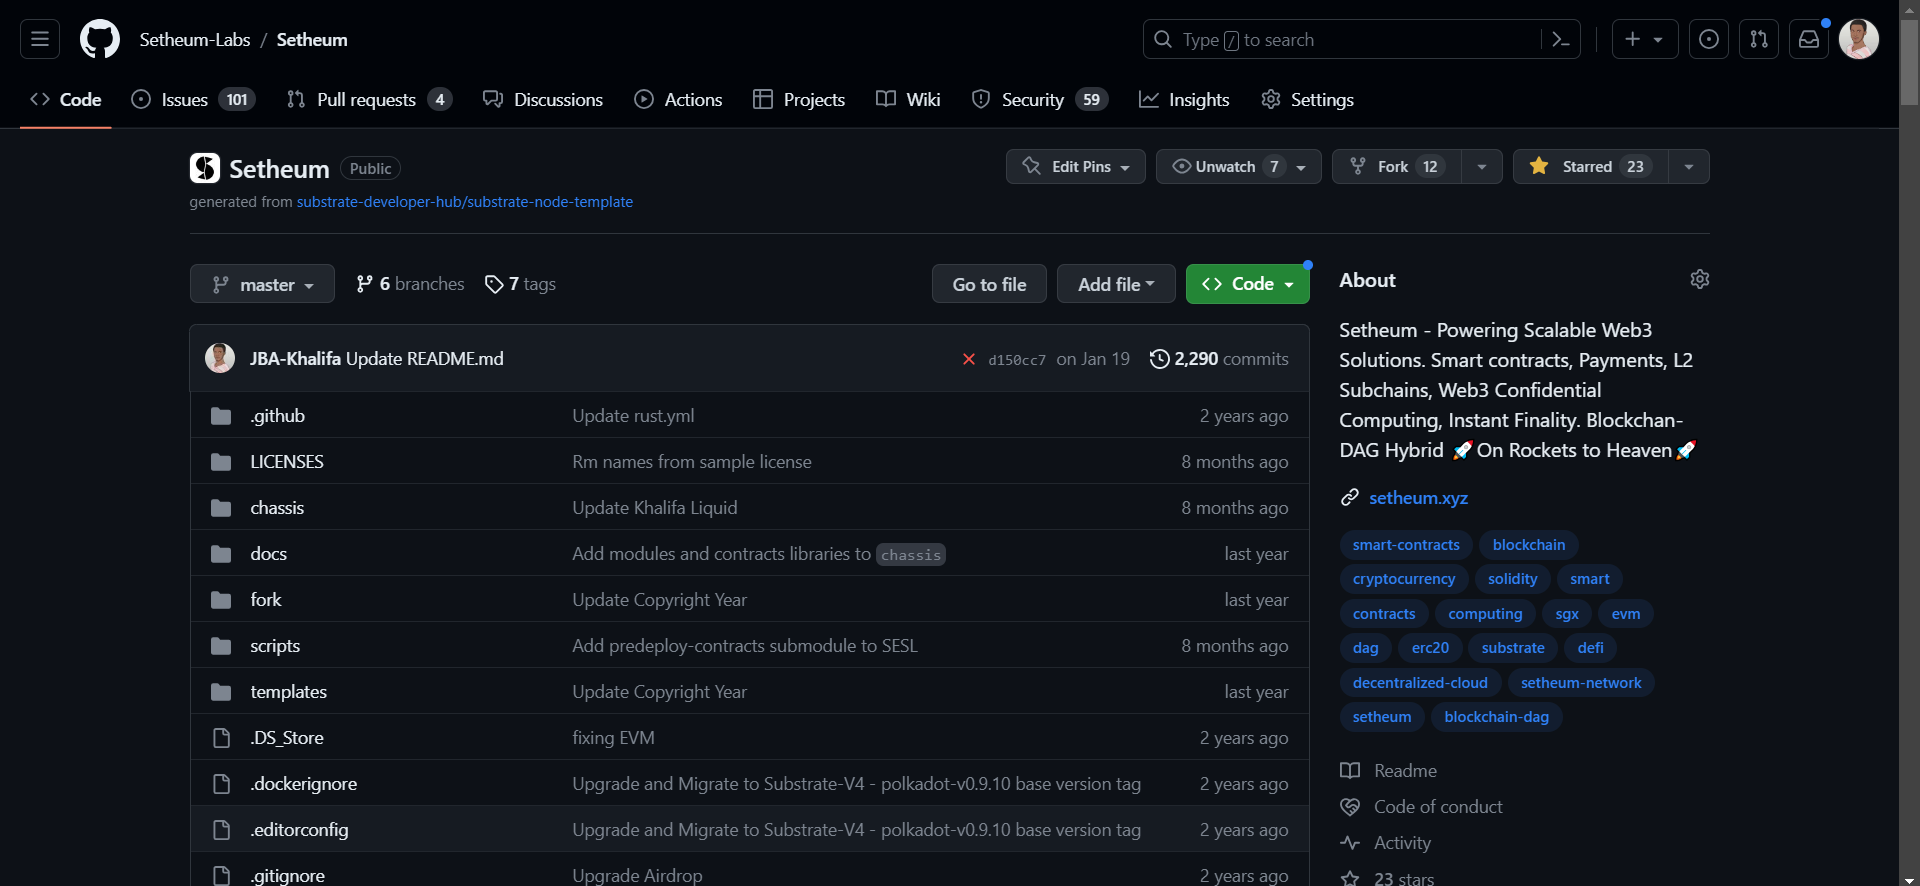 Setheum-Labs / Setheum
Type / to search
Code
Issues 101
Pull requests 4
Discussions
Actions
Projects
Wiki
Security 59
Insights
Settings
Setheum Public
Edit Pins
Unwatch 7
Fork 12
Starred 23
generated from substrate-developer-hub/substrate-node-template
master
6 branches
7 tags
Go to file
Add file
Code
JBA-Khalifa Update README.md d150cc7 on Jan 19 2,290 commits
.github Update rust.yml 2 years ago
LICENSES Rm names from sample license 8 months ago
chassis Update Khalifa Liquid 8 months ago
docs Add modules and contracts libraries to chassis last year
fork Update Copyright Year last year
scripts Add predeploy-contracts submodule to SESL 8 months ago
templates Update Copyright Year last year
.DS_Store fixing EVM 2 years ago
.dockerignore Upgrade and Migrate to Substrate-V4 - polkadot-v0.9.10 base version tag 2 years ago
.editorconfig Upgrade and Migrate to Substrate-V4 - polkadot-v0.9.10 base version tag 2 years ago
.gitignore Upgrade Airdrop 2 years ago
About
Setheum - Powering Scalable Web3
Solutions. Smart contracts, Payments, L2
Subchains, Web3 Confidential
Computing, Instant Finality. Blockchan-
DAG Hybrid 🚀On Rockets to Heaven🚀
setheum.xyz
smart-contracts blockchain
cryptocurrency solidity smart
contracts computing sgx evm
dag erc20 substrate defi
decentralized-cloud setheum-network
setheum blockchain-dag
Readme
Code of conduct
Activity
23 stars